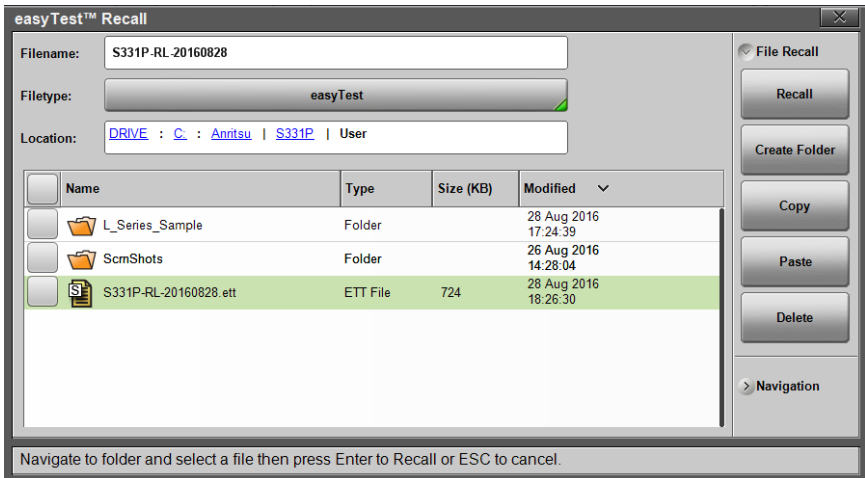 easyTest™ Recall
Filename: S331P-RL-20160828
File Recall
Filetype: easyTest
Recall
Location: DRIVE : C: : Anritsu | S331P | User
Create Folder
Name Type Size (KB) Modified
Copy
L_Series_Sample Folder 28 Aug 2016
17:24:39
ScrnShots Folder 26 Aug 2016
14:28:04
Paste
S331P-RL-20160828.ett ETT File 724 28 Aug 2016
18:26:30
Delete
Navigation
Navigate to folder and select a file then press Enter to Recall or ESC to cancel.